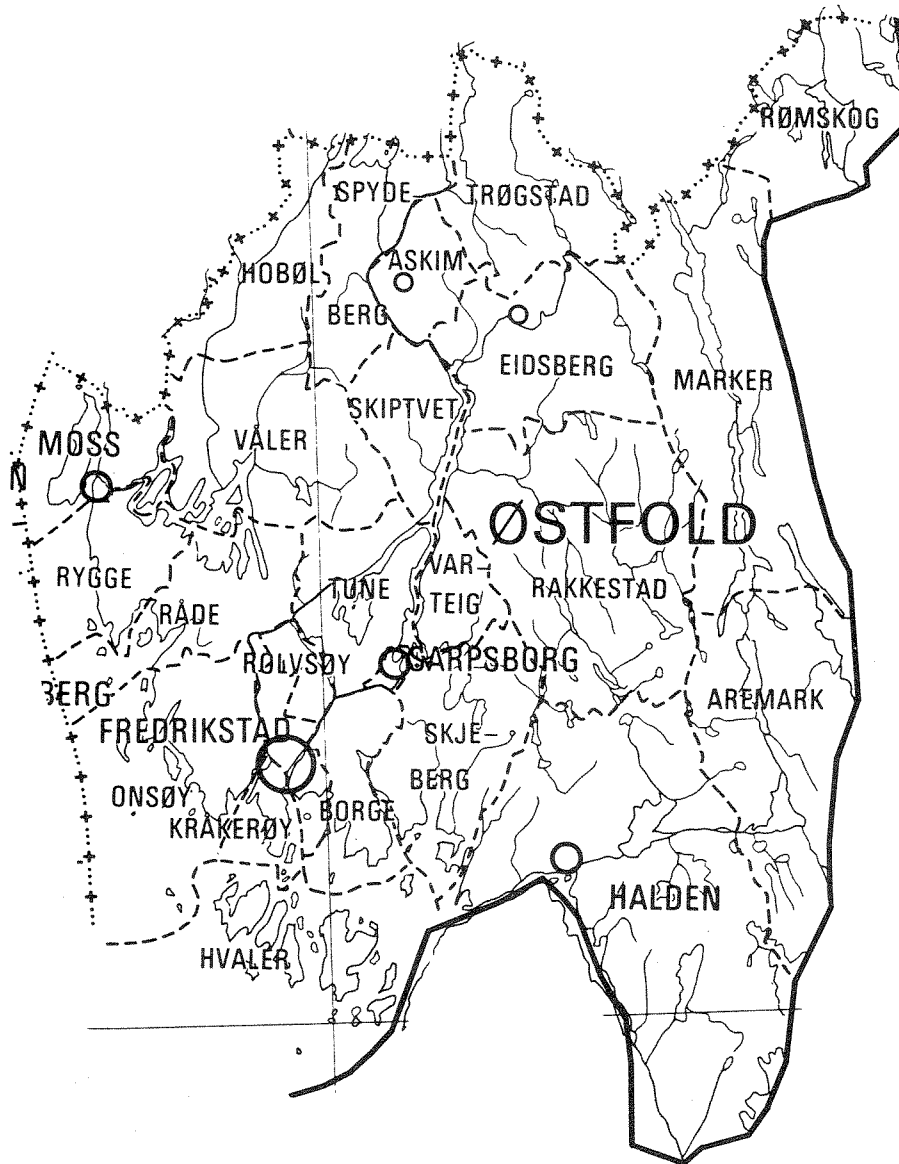 RØMSKOG
SPYDE-
TRØGSTAD
HOBØL
ASKIM
BERG
EIDSBERG
MARKER
SKIPTVET
MOSS
VÅLER
N
ØSTFOLD
RYGGE
TUNE
VAR-
TEIG
RAKKESTAD
RÅDE
ROLVSØY
SARPSBORG
BERG
AREMARK
FREDRIKSTAD
SKJE-
BERG
ONSØY
KRÅKERØY
BORGE
HALDEN
HVALER